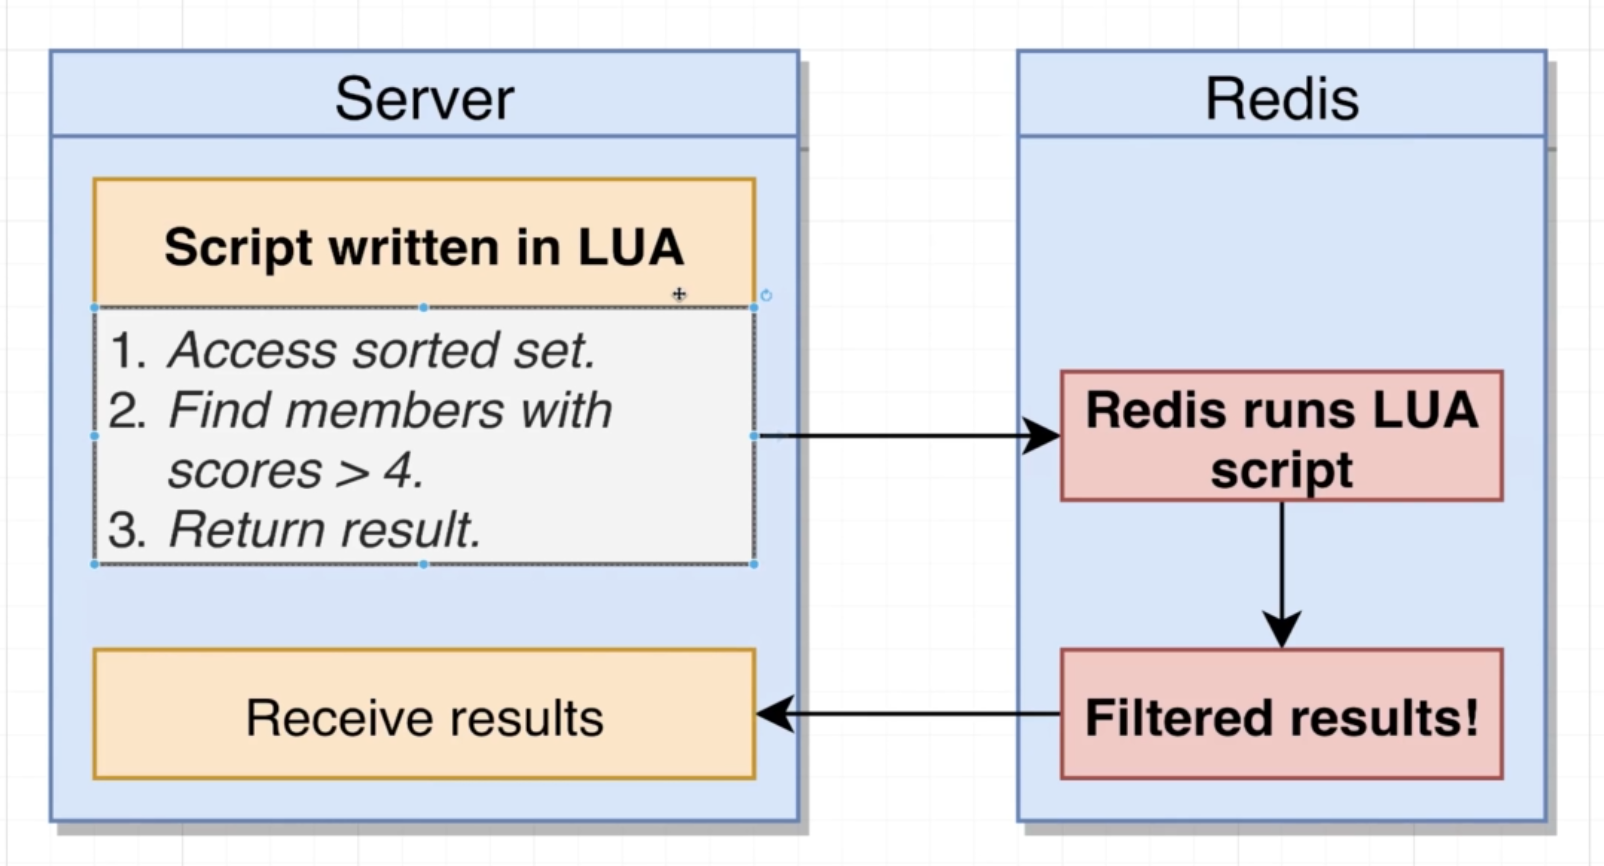 Server
Script written in LUA
1. Access sorted set.
2. Find members with
scores > 4.
3. Return result.
Receive results
Redis
Redis runs LUA
script
Filtered results!